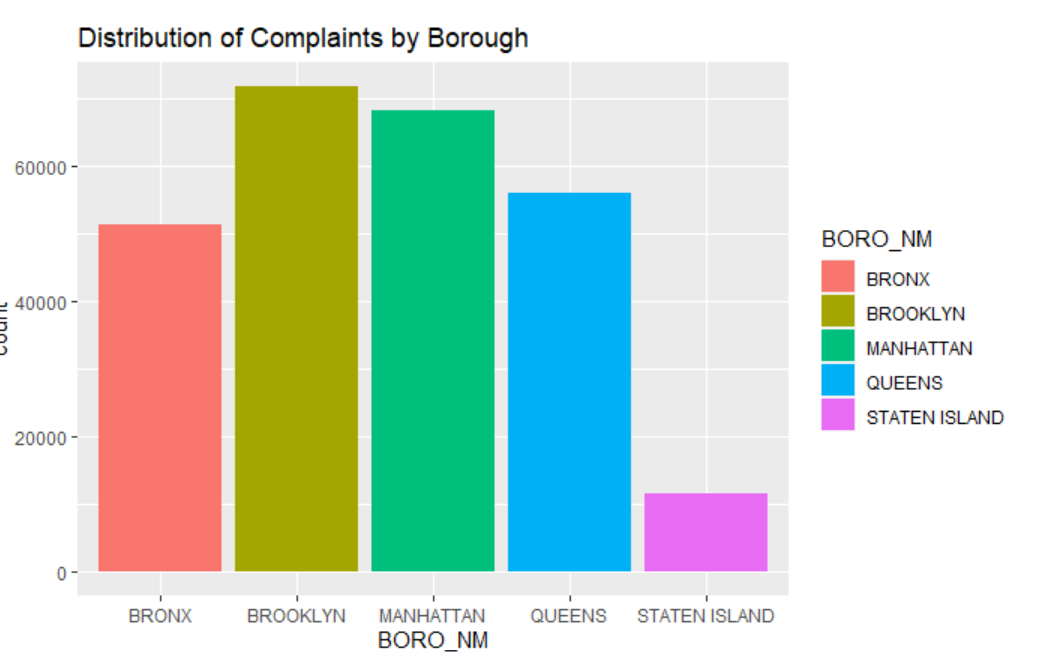 Distribution of Complaints by Borough
60000
40000
20000
0
count
BRONX
BROOKLYN
MANHATTAN
QUEENS
STATEN ISLAND
BORO_NM
BORO_NM
BRONX
BROOKLYN
MANHATTAN
QUEENS
STATEN ISLAND